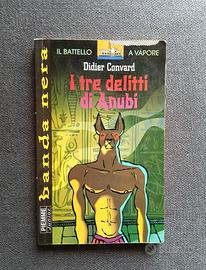 IL BATTELLO A VAPORE
Didier Convard
I tre delitti
di Anubi
banda nera
PIEMME